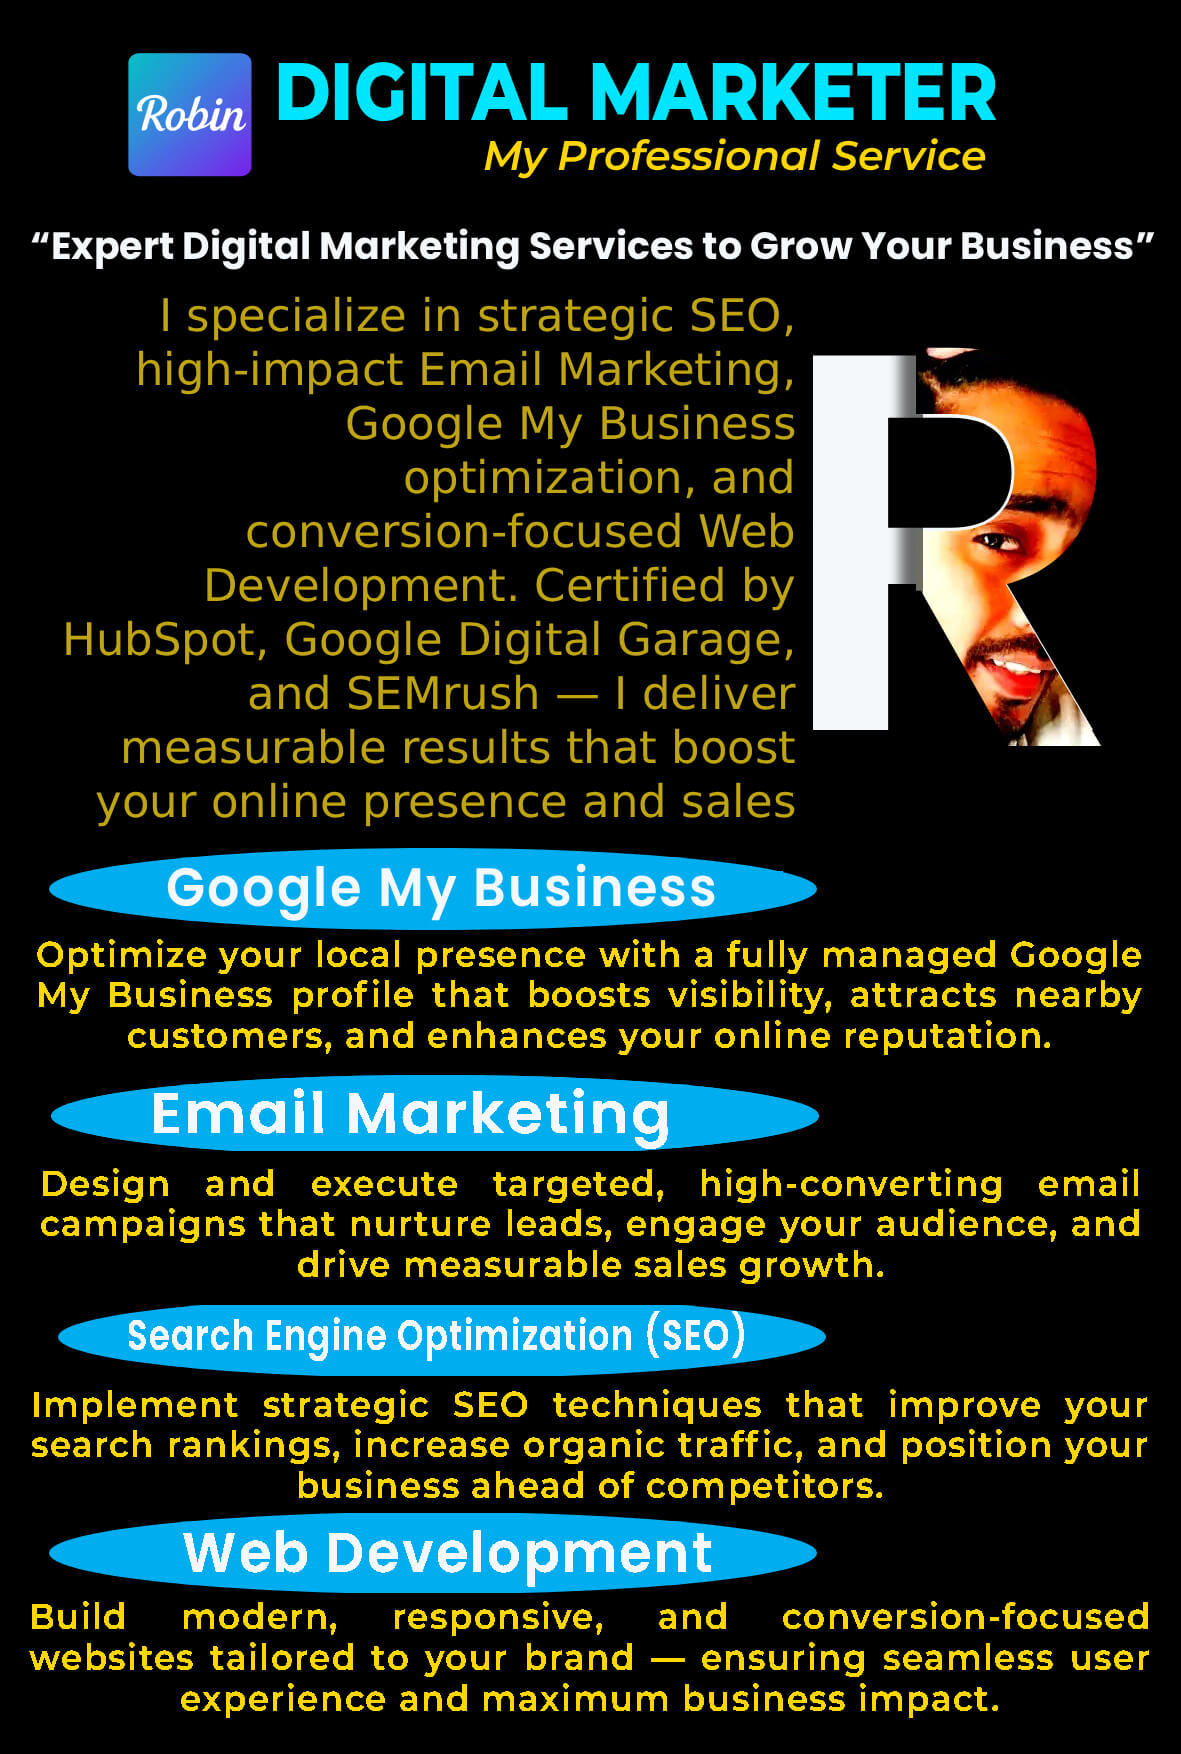 Robin
DIGITAL MARKETER
My Professional Service
“Expert Digital Marketing Services to Grow Your Business”
I specialize in strategic SEO,
high-impact Email Marketing,
Google My Business
optimization, and
conversion-focused Web
Development. Certified by
HubSpot, Google Digital Garage,
and SEMrush — I deliver
measurable results that boost
your online presence and sales
R
Google My Business
Optimize your local presence with a fully managed Google
My Business profile that boosts visibility, attracts nearby
customers, and enhances your online reputation.
Email Marketing
Design and execute targeted, high-converting email
campaigns that nurture leads, engage your audience, and
drive measurable sales growth.
Search Engine Optimization (SEO)
Implement strategic SEO techniques that improve your
search rankings, increase organic traffic, and position your
business ahead of competitors.
Web Development
Build modern, responsive, and conversion-focused
websites tailored to your brand — ensuring seamless user
experience and maximum business impact.